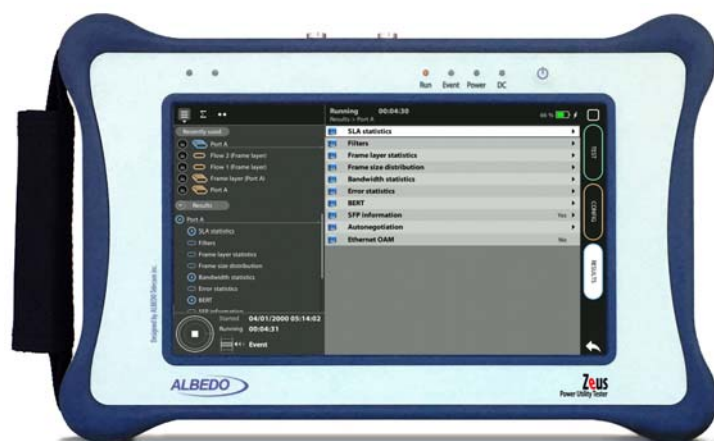 Run Event Power DC
Σ
Running 00:04:30
Results > Port A
66 %
Recently used
Port A
Flow 2 (Frame layer)
Flow 1 (Frame layer)
Frame layer (Port A)
Port A
Results
Port A
SLA statistics
Filters
Frame layer statistics
Frame size distribution
Bandwidth statistics
Error statistics
BERT
SFP information
Started 04/01/2000 05:14:02
Running 00:04:31
Event
SLA statistics
Filters
Frame layer statistics
Frame size distribution
Bandwidth statistics
Error statistics
BERT
SFP information Yes
Autonegotiation
Ethernet OAM No
TEST
CONFIG
RESULTS
Designed by ALBEDO Telecom inc.
ALBEDO
Zeus
Power Utility Tester